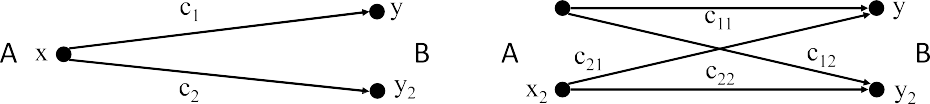 c₁ y
A x B
c₂ y₂
c₁₁ y
A c₂₁ c₁₂ B
x₂ c₂₂ y₂